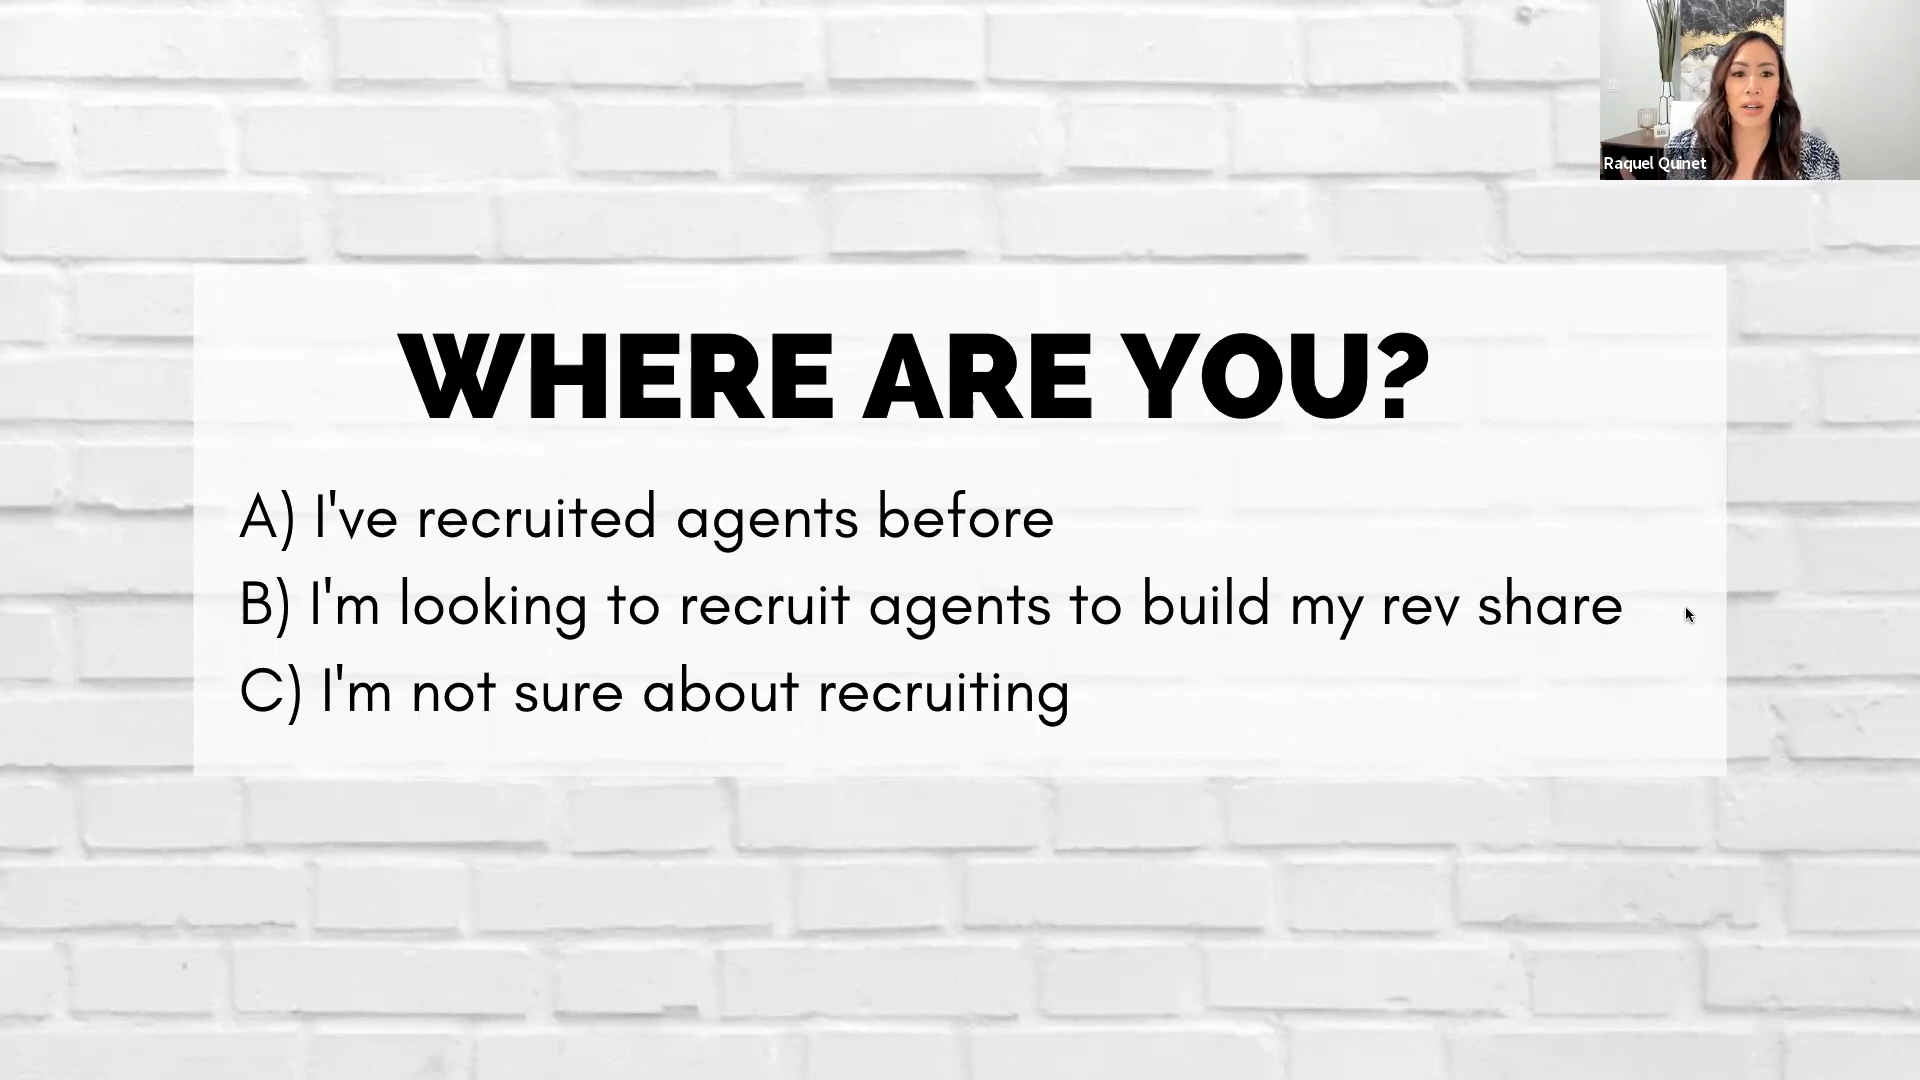 Raquel Quinet
WHERE ARE YOU?
A) I've recruited agents before
B) I'm looking to recruit agents to build my rev share
C) I'm not sure about recruiting